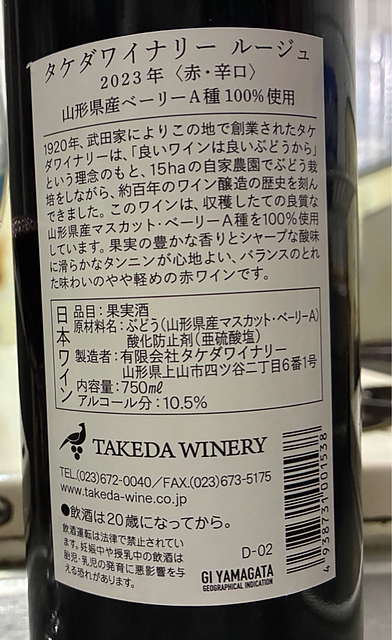 タケダワイナリー ルージュ
2023年〈赤・辛口〉
山形県産ベーリーA種100%使用
1920年、武田家によりこの地で創業されたタケ
ダワイナリーは、「良いワインは良いぶどうから」
という理念のもと、15haの自家農園でぶどう栽
培をしながら、約百年のワイン醸造の歴史を刻ん
できました。このワインは、収穫したての良質な
山形県産マスカット・ベーリーA種を100%使用
しています。果実の豊かな香りとシャープな酸味
に滑らかなタンニンが心地よい、バランスのとれ
た味わいのやや軽めの赤ワインです。
日本ワイン
品目：果実酒
原材料名：ぶどう(山形県産マスカット・ベーリーA)
酸化防止剤(亜硫酸塩)
製造者：有限会社タケダワイナリー
山形県上山市四ツ谷二丁目6番1号
内容量：750mℓ
アルコール分：10.5%
TAKEDA WINERY
TEL.(023)672-0040／FAX.(023)673-5175
www.takeda-wine.co.jp
●飲酒は20歳になってから。
飲酒運転は法律で禁止されてい
ます。妊娠中や授乳中の飲酒は
胎児・乳児の発育に悪影響を与
える恐れがあります。
D-02
GI YAMAGATA
GEOGRAPHICAL INDICATION
4938731001538